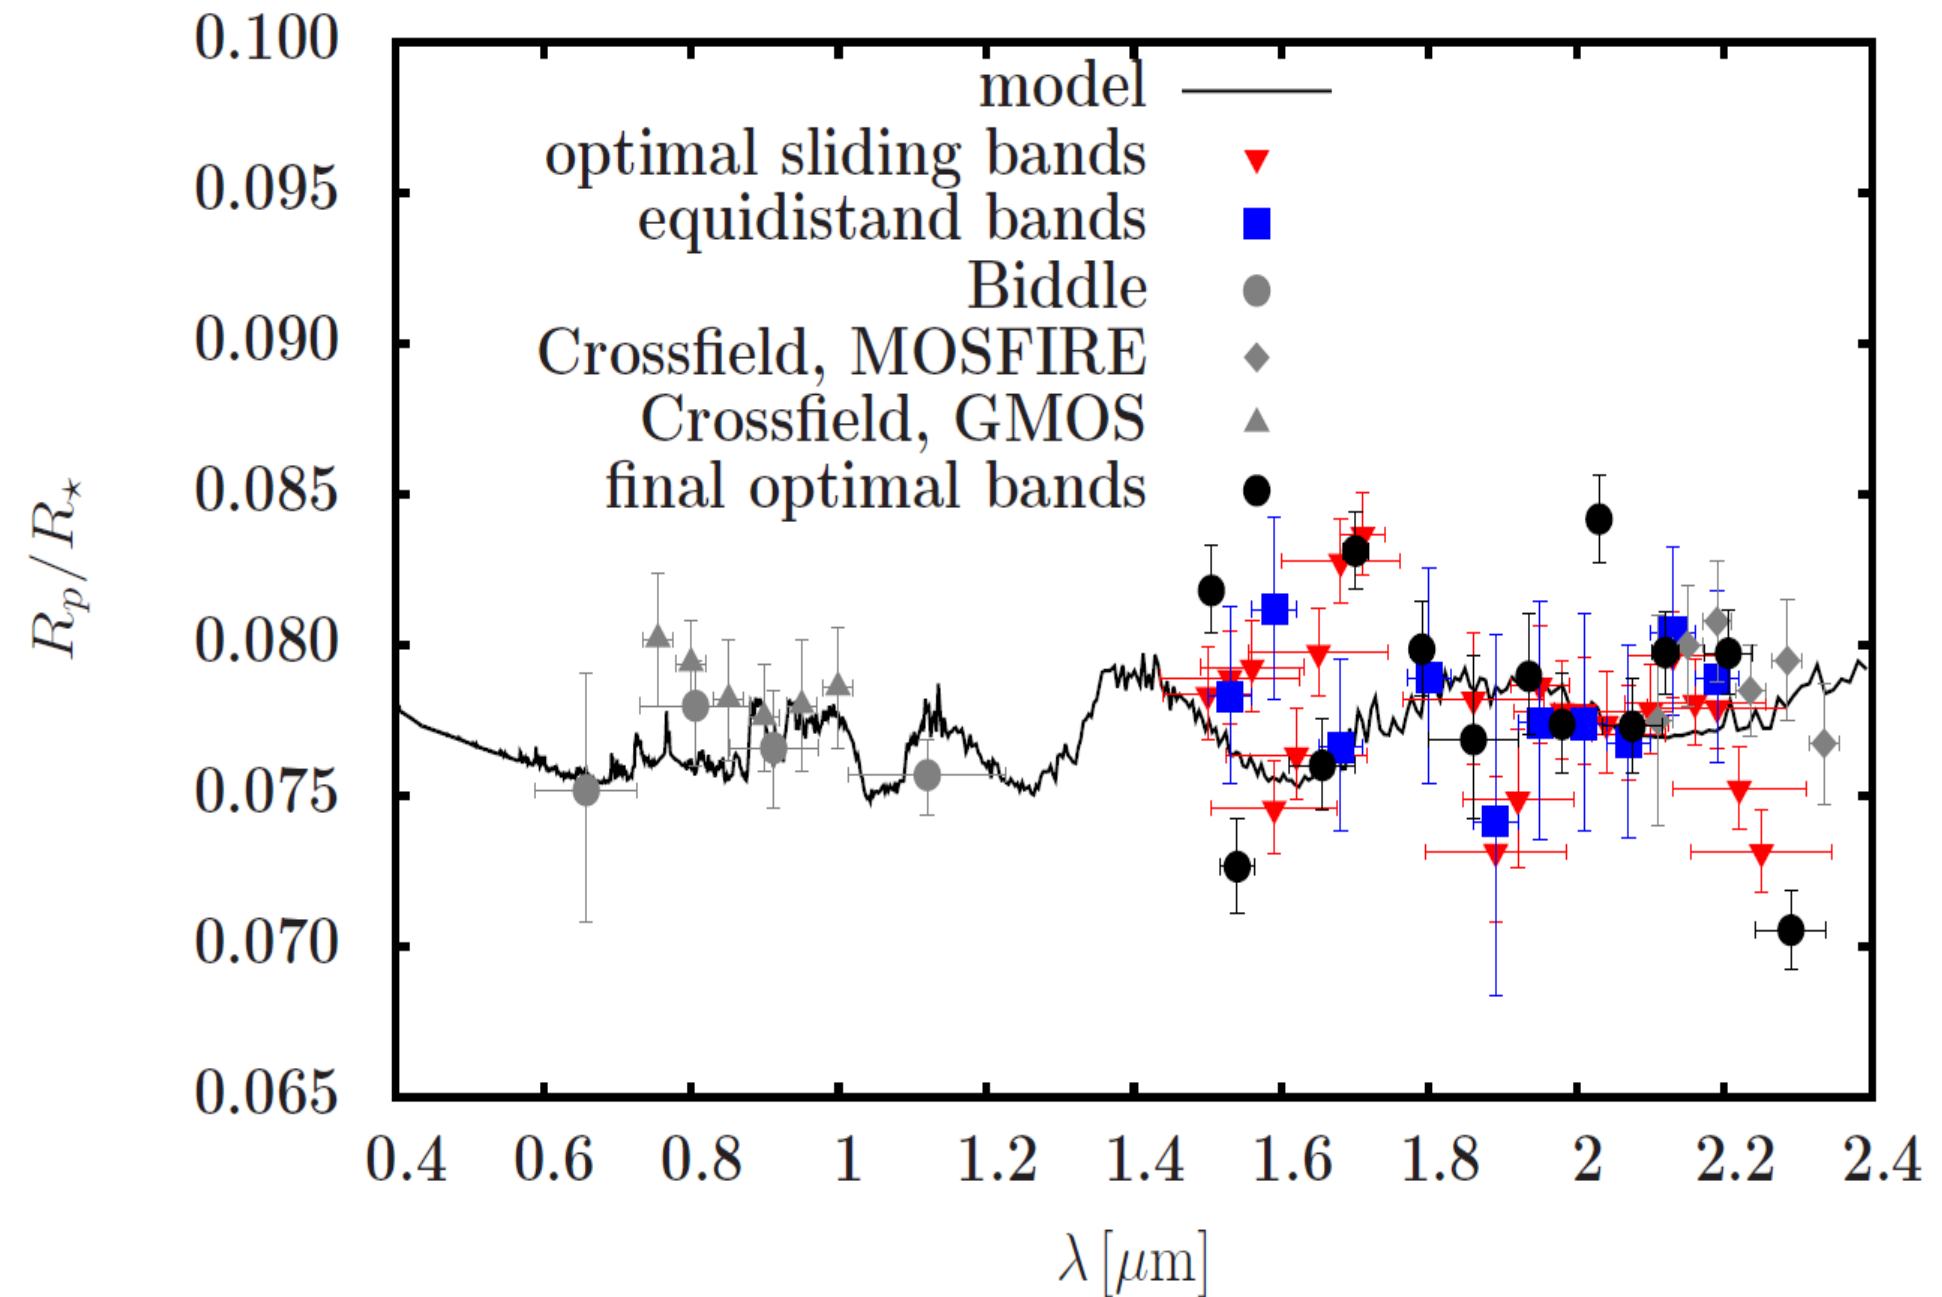 0.100
0.095
0.090
0.085
0.080
0.075
0.070
0.065
R_p/R_⋆
model
optimal sliding bands
equidistand bands
Biddle
Crossfield, MOSFIRE
Crossfield, GMOS
final optimal bands
0.4 0.6 0.8 1 1.2 1.4 1.6 1.8 2 2.2 2.4
λ [μm]